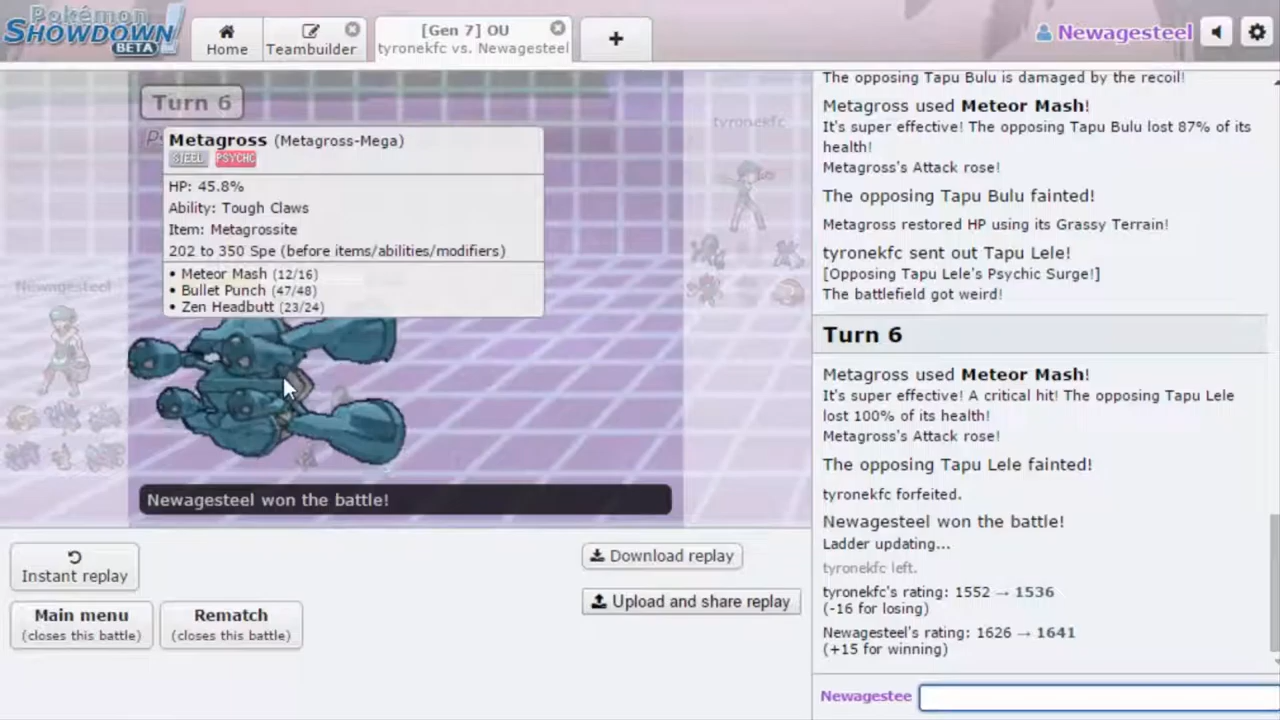 Pokémon
SHOWDOWN!
BETA
Home
Teambuilder
[Gen 7] OU
tyronekfc vs. Newagesteel
+
Newagesteel
Turn 6
Metagross (Metagross-Mega)
STEEL PSYCHC
HP: 45.8%
Ability: Tough Claws
Item: Metagrossite
202 to 350 Spe (before items/abilities/modifiers)
• Meteor Mash (12/16)
• Bullet Punch (47/48)
• Zen Headbutt (23/24)
Newagesteel
tyronekfc
Newagesteel won the battle!
Instant replay
Download replay
Upload and share replay
Main menu
(closes this battle)
Rematch
(closes this battle)
The opposing Tapu Bulu is damaged by the recoil!
Metagross used Meteor Mash!
It's super effective! The opposing Tapu Bulu lost 87% of its
health!
Metagross's Attack rose!
The opposing Tapu Bulu fainted!
Metagross restored HP using its Grassy Terrain!
tyronekfc sent out Tapu Lele!
[Opposing Tapu Lele's Psychic Surge!]
The battlefield got weird!
Turn 6
Metagross used Meteor Mash!
It's super effective! A critical hit! The opposing Tapu Lele
lost 100% of its health!
Metagross's Attack rose!
The opposing Tapu Lele fainted!
tyronekfc forfeited.
Newagesteel won the battle!
Ladder updating...
tyronekfc left.
tyronekfc's rating: 1552 → 1536
(-16 for losing)
Newagesteel's rating: 1626 → 1641
(+15 for winning)
Newagestee